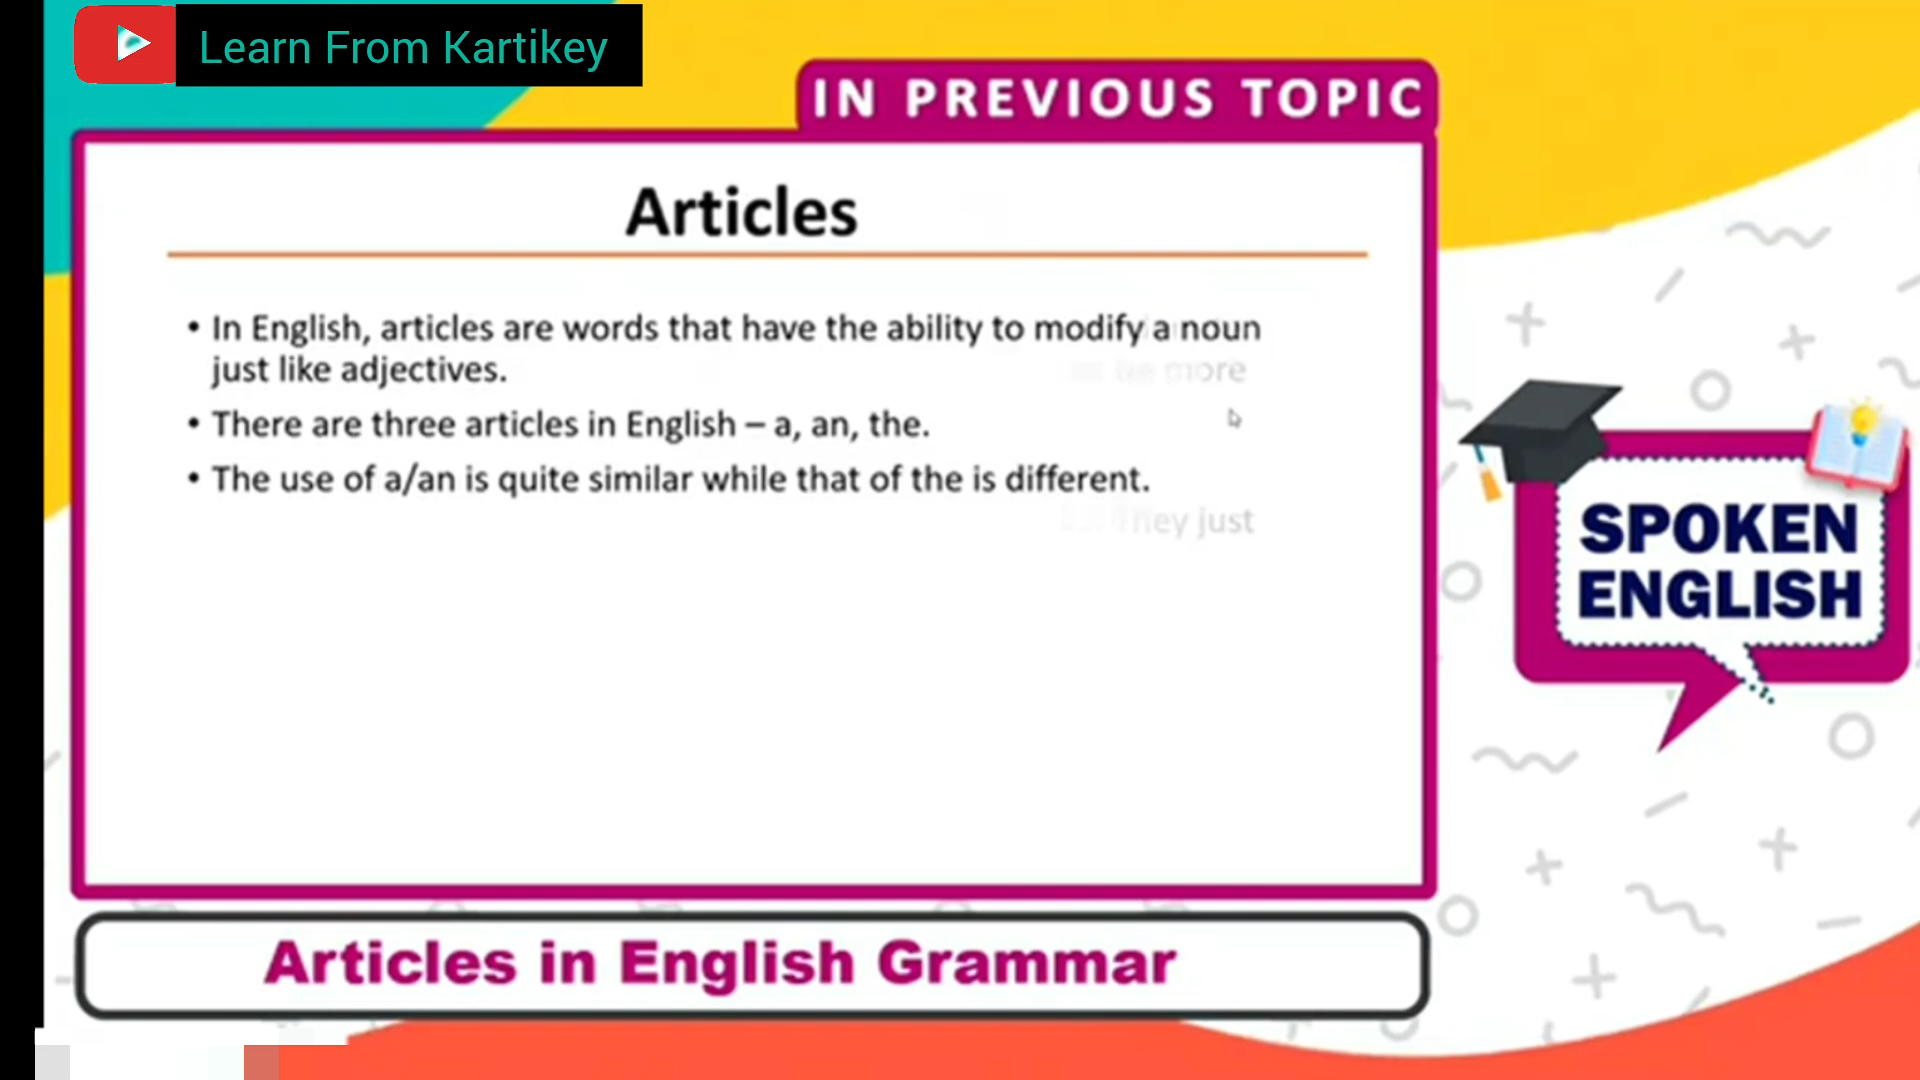 Learn From Kartikey
IN PREVIOUS TOPIC
Articles
• In English, articles are words that have the ability to modify a noun
just like adjectives.
more
• There are three articles in English – a, an, the.
• The use of a/an is quite similar while that of the is different.
just
SPOKEN
ENGLISH
Articles in English Grammar